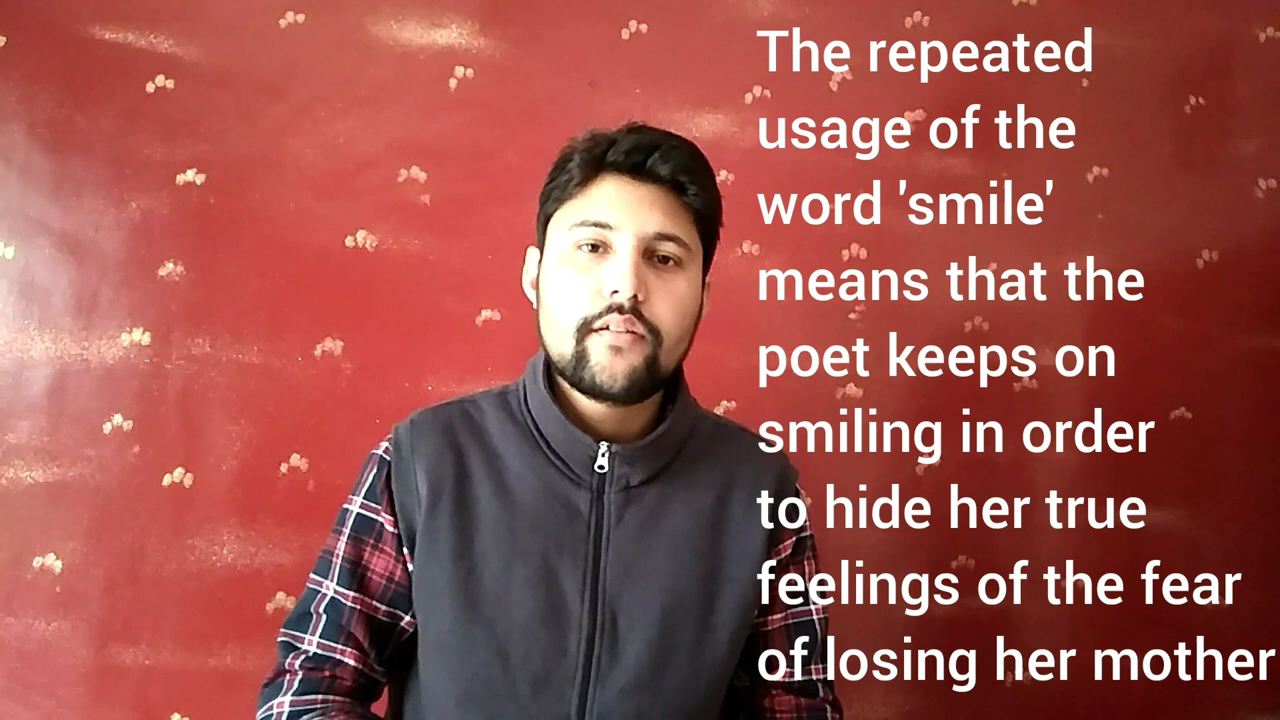 The repeated
usage of the
word 'smile'
means that the
poet keeps on
smiling in order
to hide her true
feelings of the fear
of losing her mother